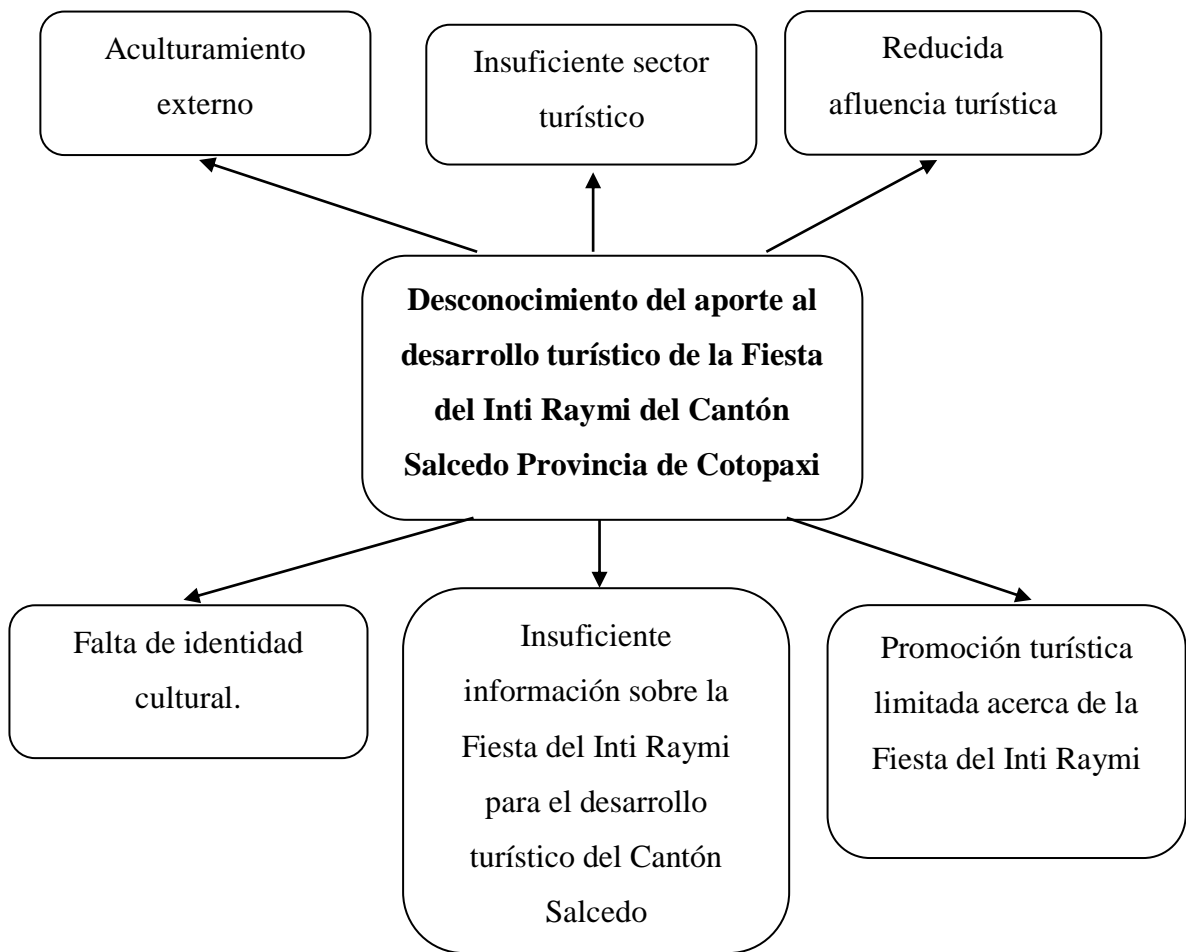 Aculturamiento
externo
Insuficiente sector
turístico
Reducida
afluencia turística
Desconocimiento del aporte al
desarrollo turístico de la Fiesta
del Inti Raymi del Cantón
Salcedo Provincia de Cotopaxi
Falta de identidad
cultural.
Insuficiente
información sobre la
Fiesta del Inti Raymi
para el desarrollo
turístico del Cantón
Salcedo
Promoción turística
limitada acerca de la
Fiesta del Inti Raymi